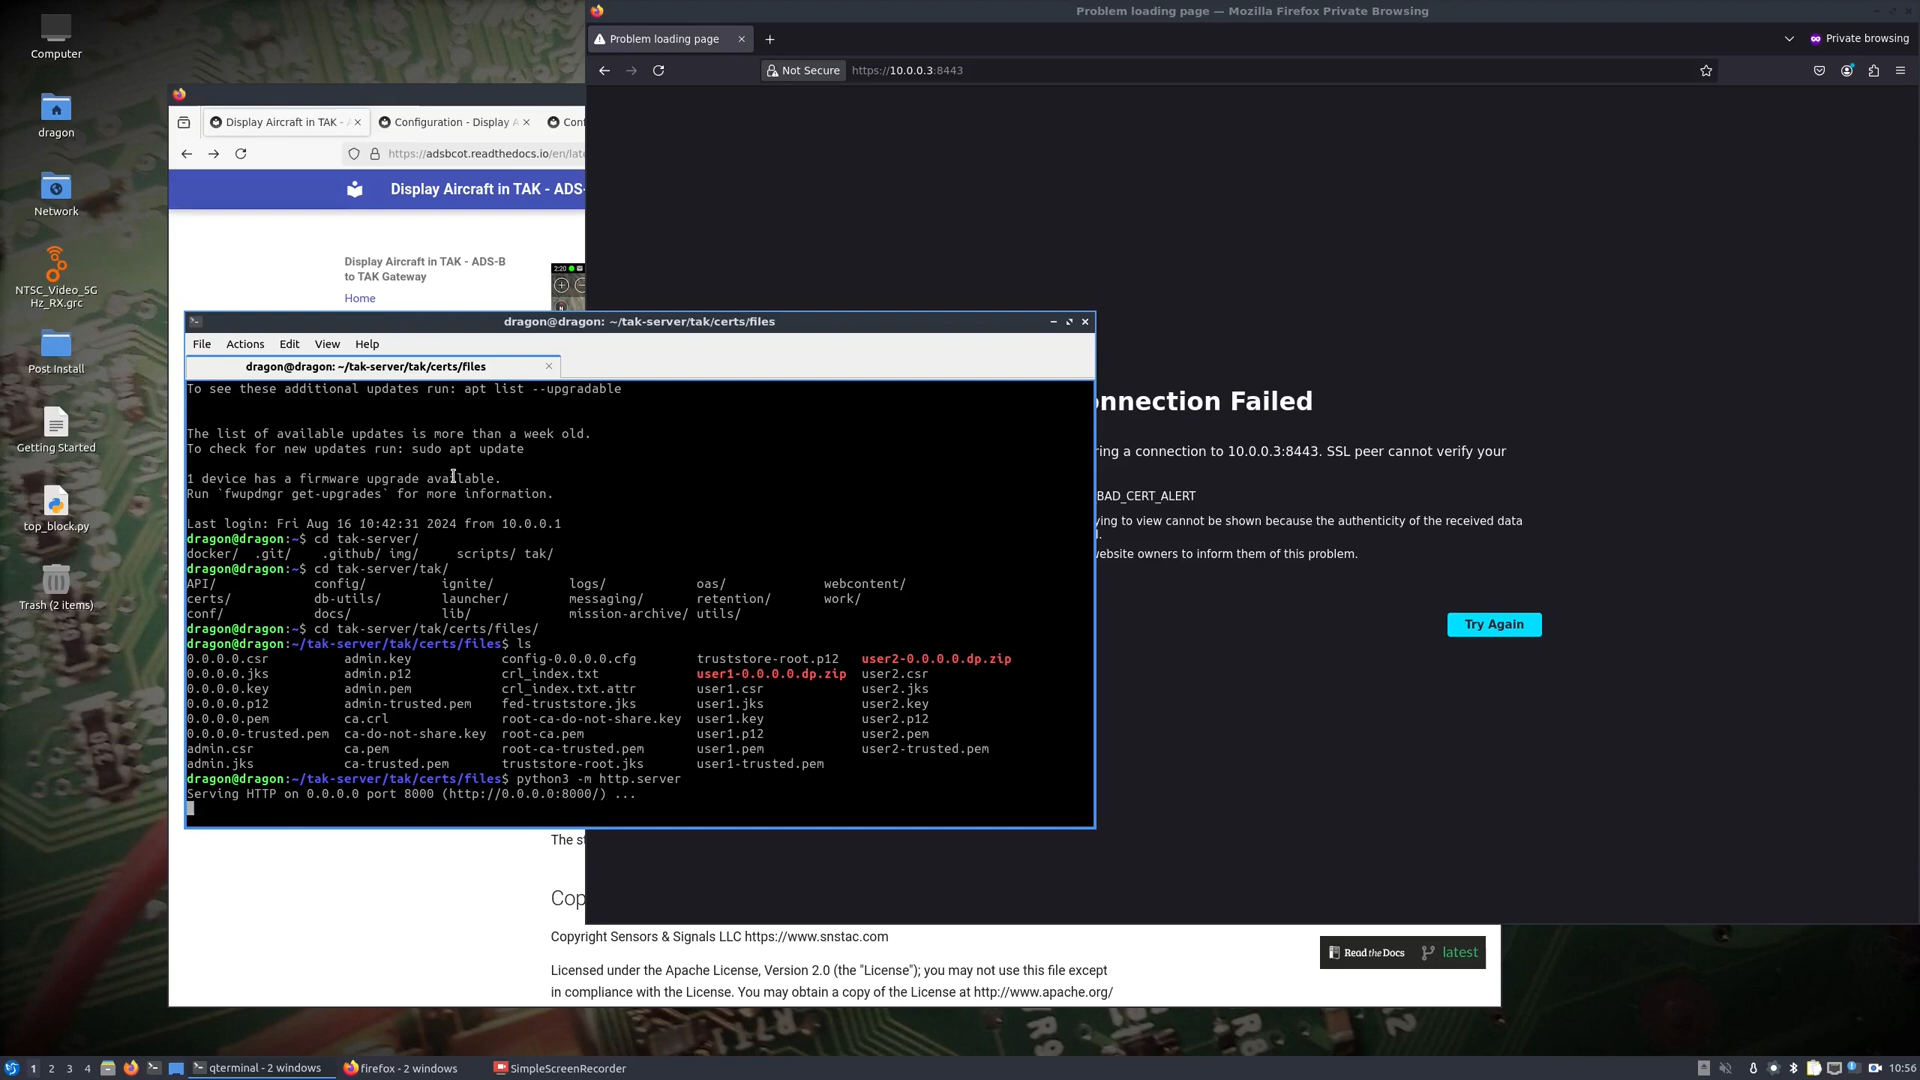 Computer
dragon
Network
NTSC_Video_5G
Hz_RX.grc
Post Install
Getting Started
top_block.py
Trash (2 items)
Problem loading page — Mozilla Firefox Private Browsing
Problem loading page
Private browsing
Not Secure
https://10.0.0.3:8443
Display Aircraft in TAK - A
Configuration - Display A
Conf
https://adsbcot.readthedocs.io/en/late
Display Aircraft in TAK - ADS-
Display Aircraft in TAK - ADS-B
to TAK Gateway
Home
2:20
nnection Failed
ring a connection to 10.0.0.3:8443. SSL peer cannot verify your
BAD_CERT_ALERT
ying to view cannot be shown because the authenticity of the received data
d.
website owners to inform them of this problem.
Try Again
dragon@dragon: ~/tak-server/tak/certs/files
File Actions Edit View Help
dragon@dragon: ~/tak-server/tak/certs/files
To see these additional updates run: apt list --upgradable
The list of available updates is more than a week old.
To check for new updates run: sudo apt update
1 device has a firmware upgrade available.
Run `fwupdmgr get-upgrades` for more information.
Last login: Fri Aug 16 10:42:31 2024 from 10.0.0.1
dragon@dragon:~$ cd tak-server/
docker/ .git/ .github/ img/ scripts/ tak/
dragon@dragon:~$ cd tak-server/tak/
API/ config/ ignite/ logs/ oas/ webcontent/
certs/ db-utils/ launcher/ messaging/ retention/ work/
conf/ docs/ lib/ mission-archive/ utils/
dragon@dragon:~$ cd tak-server/tak/certs/files/
dragon@dragon:~/tak-server/tak/certs/files$ ls
0.0.0.0.csr admin.key config-0.0.0.0.cfg truststore-root.p12 user2-0.0.0.0.dp.zip
0.0.0.0.jks admin.p12 crl_index.txt user1-0.0.0.0.dp.zip user2.csr
0.0.0.0.key admin.pem crl_index.txt.attr user1.csr user2.jks
0.0.0.0.p12 admin-trusted.pem fed-truststore.jks user1.jks user2.key
0.0.0.0.pem ca.crl root-ca-do-not-share.key user1.key user2.p12
0.0.0.0-trusted.pem ca-do-not-share.key root-ca.pem user1.p12 user2.pem
admin.csr ca.pem root-ca-trusted.pem user1.pem user2-trusted.pem
admin.jks ca-trusted.pem truststore-root.jks user1-trusted.pem
dragon@dragon:~/tak-server/tak/certs/files$ python3 -m http.server
Serving HTTP on 0.0.0.0 port 8000 (http://0.0.0.0:8000/) ...
The st
Cop
Copyright Sensors & Signals LLC https://www.snstac.com
Licensed under the Apache License, Version 2.0 (the "License"); you may not use this file except
in compliance with the License. You may obtain a copy of the License at http://www.apache.org/
Read the Docs latest
1 2 3 4
qterminal - 2 windows
firefox - 2 windows
SimpleScreenRecorder
10:56